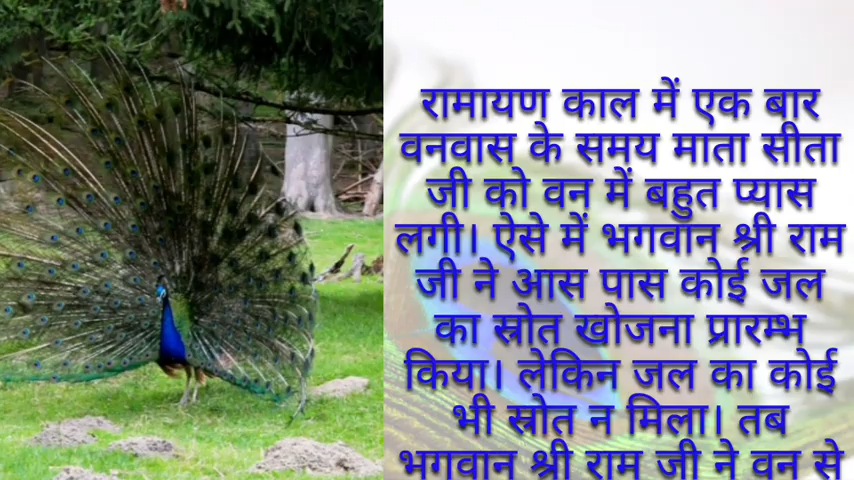 रामायण काल में एक बार
वनवास के समय माता सीता
जी को वन में बहुत प्यास
लगी। ऐसे में भगवान श्री राम
जी ने आस पास कोई जल
का स्रोत खोजना प्रारम्भ
किया। लेकिन जल का कोई
भी स्रोत न मिला। तब
भगवान श्री राम जी ने वन से